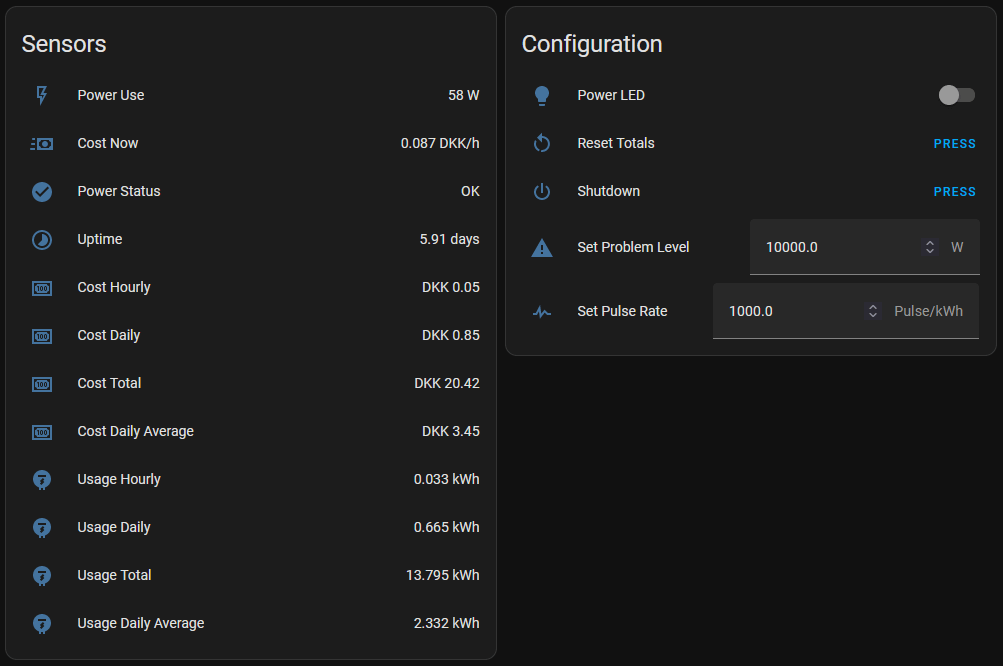 Sensors
Power Use 58 W
Cost Now 0.087 DKK/h
Power Status OK
Uptime 5.91 days
Cost Hourly DKK 0.05
Cost Daily DKK 0.85
Cost Total DKK 20.42
Cost Daily Average DKK 3.45
Usage Hourly 0.033 kWh
Usage Daily 0.665 kWh
Usage Total 13.795 kWh
Usage Daily Average 2.332 kWh
Configuration
Power LED
Reset Totals PRESS
Shutdown PRESS
Set Problem Level 10000.0 W
Set Pulse Rate 1000.0 Pulse/kWh